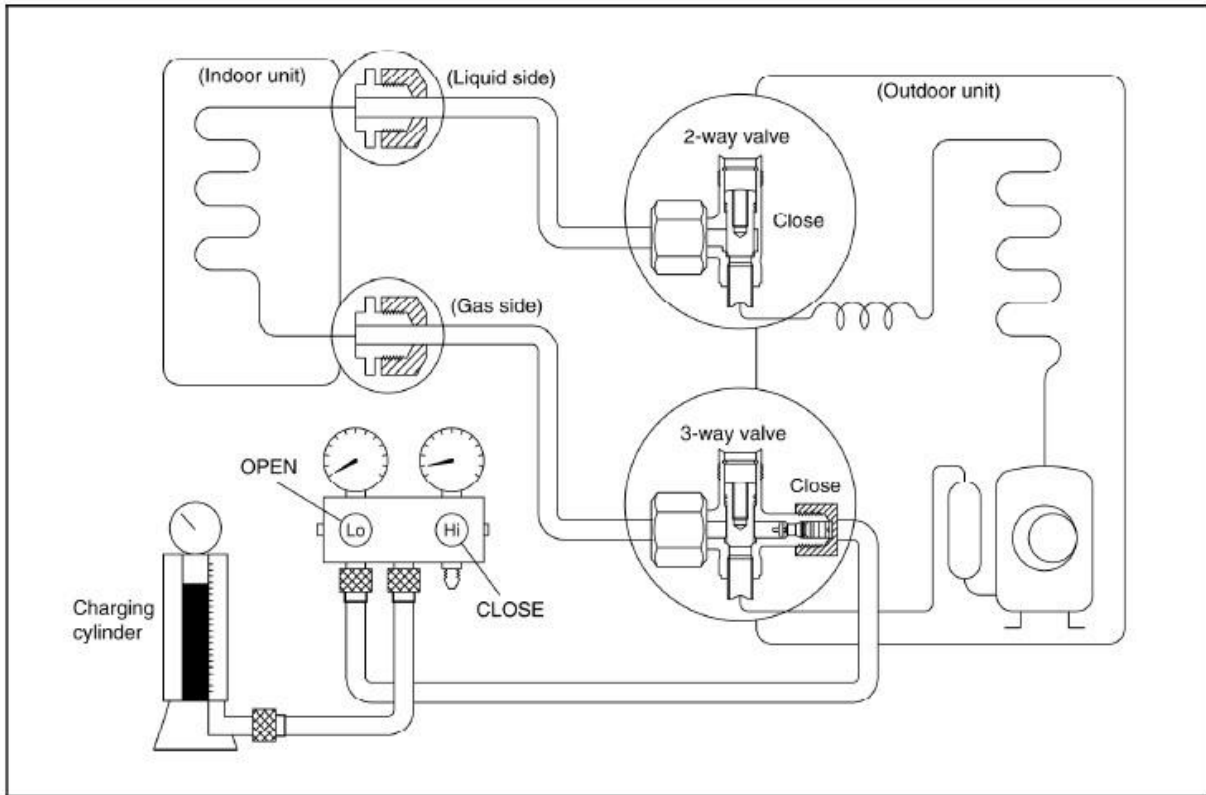 (Indoor unit)
(Liquid side)
(Outdoor unit)
2-way valve
Close
(Gas side)
3-way valve
Close
OPEN
Lo
Hi
CLOSE
Charging
cylinder